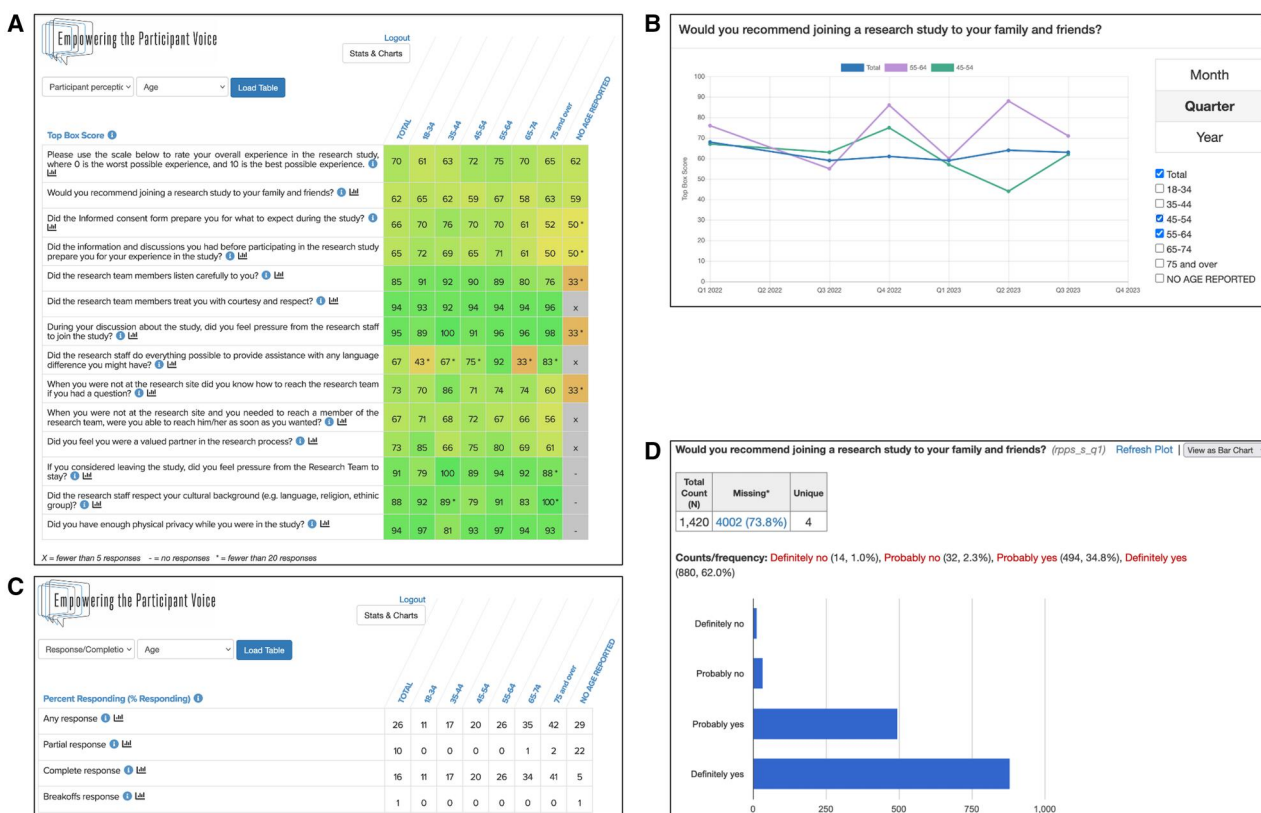 A
Empowering the Participant Voice
Logout
Stats & Charts
Participant perceptic
Age
Load Table
Top Box Score
TOTAL
18-34
35-44
45-54
55-64
65-74
75 and over
NO AGE REPORTED
Please use the scale below to rate your overall experience in the research study,
where 0 is the worst possible experience, and 10 is the best possible experience.
70 61 63 72 75 70 65 62
Would you recommend joining a research study to your family and friends?
62 65 62 59 67 58 63 59
Did the Informed consent form prepare you for what to expect during the study?
66 70 76 70 70 61 52 50 *
Did the information and discussions you had before participating in the research study
prepare you for your experience in the study?
65 72 69 65 71 61 50 50 *
Did the research team members listen carefully to you?
85 91 92 90 89 80 76 33 *
Did the research team members treat you with courtesy and respect?
94 93 92 94 94 94 96 x
During your discussion about the study, did you feel pressure from the research staff
to join the study?
95 89 100 91 96 96 98 33 *
Did the research staff do everything possible to provide assistance with any language
difference you might have?
67 43 * 67 * 75 * 92 33 * 83 * x
When you were not at the research site did you know how to reach the research team
if you had a question?
73 70 86 71 74 74 60 33 *
When you were not at the research site and you needed to reach a member of the
research team, were you able to reach him/her as soon as you wanted?
67 71 68 72 67 66 56 x
Did you feel you were a valued partner in the research process?
73 85 66 75 80 69 61 x
If you considered leaving the study, did you feel pressure from the Research Team to
stay?
91 79 100 89 94 92 88 * -
Did the research staff respect your cultural background (e.g. language, religion, ethinic
group)?
88 92 89 * 79 91 83 100 * -
Did you have enough physical privacy while you were in the study?
94 97 81 93 97 94 93 -
X = fewer than 5 responses - = no responses * = fewer than 20 responses
B
Would you recommend joining a research study to your family and friends?
Total 55-64 45-54
Top Box Score
100
90
80
70
60
50
40
30
20
10
0
Q1 2022 Q2 2022 Q3 2022 Q4 2022 Q1 2023 Q2 2023 Q3 2023 Q4 2023
Month
Quarter
Year
Total
18-34
35-44
45-54
55-64
65-74
75 and over
NO AGE REPORTED
C
Empowering the Participant Voice
Logout
Stats & Charts
Response/Completio
Age
Load Table
Percent Responding (% Responding)
TOTAL
18-34
35-44
45-54
55-64
65-74
75 and over
NO AGE REPORTED
Any response
26 11 17 20 26 35 42 29
Partial response
10 0 0 0 0 1 2 22
Complete response
16 11 17 20 26 34 41 5
Breakoffs response
1 0 0 0 0 0 0 1
D
Would you recommend joining a research study to your family and friends? (rpps_s_q1) Refresh Plot | View as Bar Chart
Total Count (N)
Missing*
Unique
1,420 4002 (73.8%) 4
Counts/frequency: Definitely no (14, 1.0%), Probably no (32, 2.3%), Probably yes (494, 34.8%), Definitely yes
(880, 62.0%)
Definitely no
Probably no
Probably yes
Definitely yes
0 250 500 750 1,000